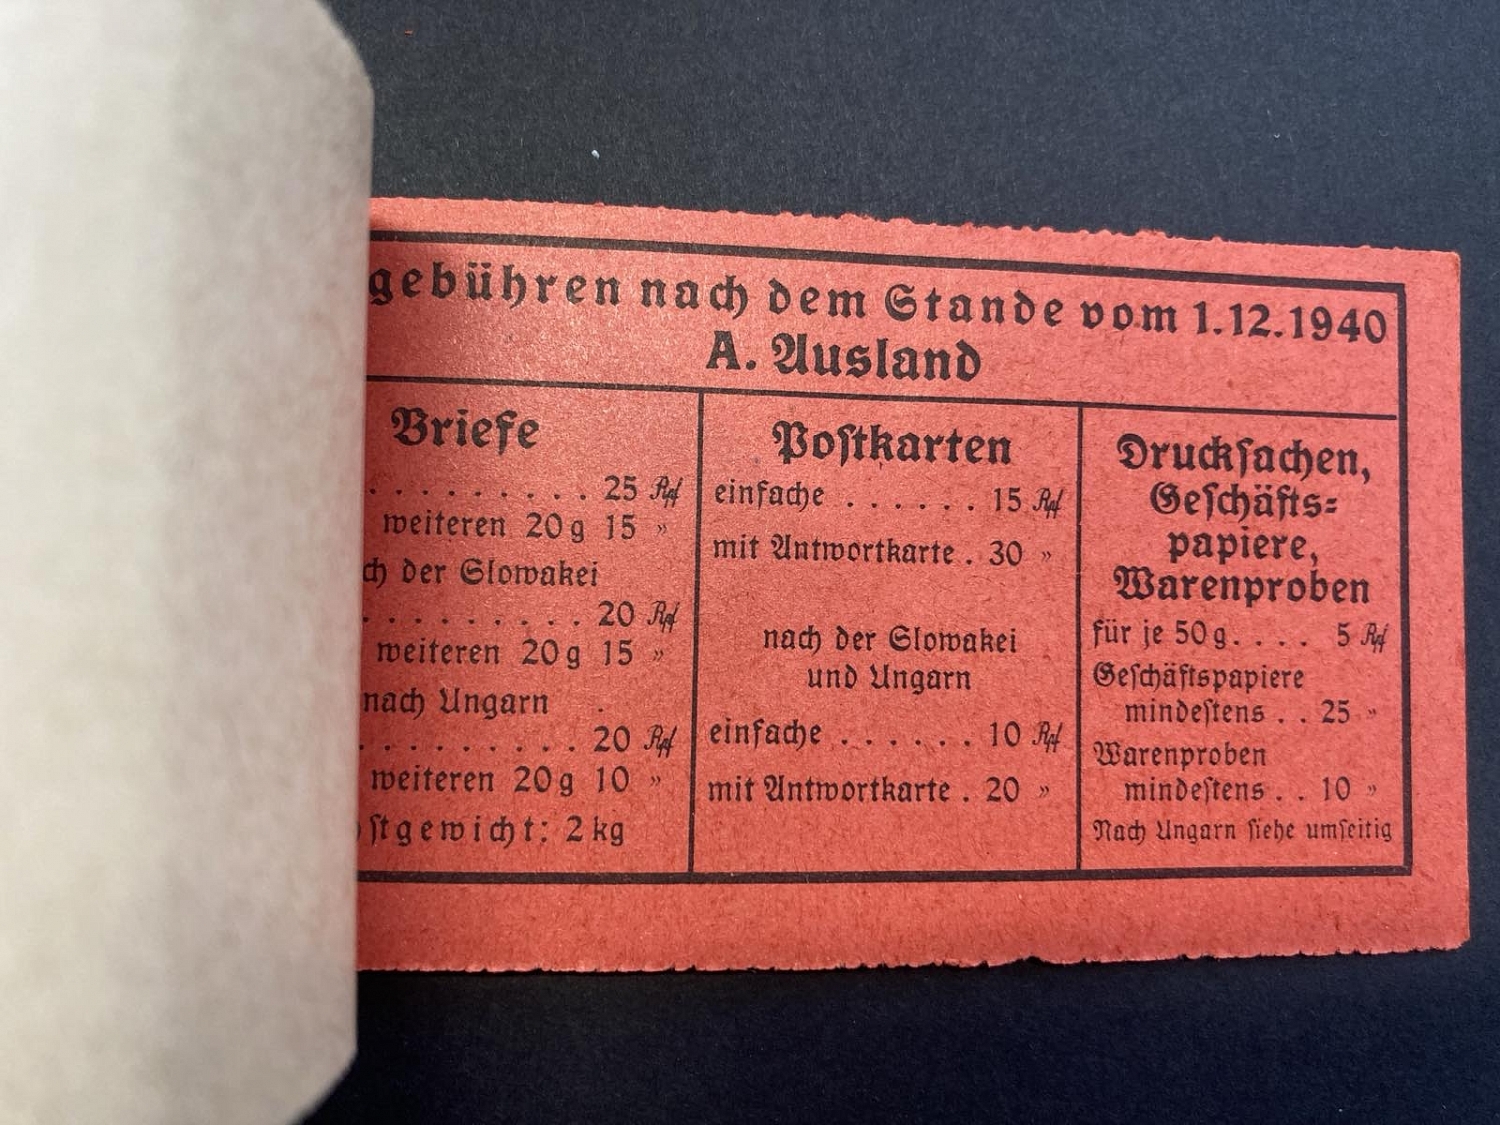 gebühren nach dem Stande vom 1.12.1940
A. Ausland
Briefe
. . . . . . . . . 25 Rpf
weiteren 20 g 15 "
ch der Slowakei
. . . . . . . . . 20 Rpf
weiteren 20 g 15 "
nach Ungarn
. . . . . . . . . 20 Rpf
weiteren 20 g 10 "
stgewicht: 2 kg
Postkarten
einfache . . . . . . 15 Rpf
mit Antwortkarte . 30 "
nach der Slowakei
und Ungarn
einfache . . . . . . 10 Rpf
mit Antwortkarte . 20 "
Drucksachen,
Geschäfts=
papiere,
Warenproben
für je 50 g. . . . 5 Rpf
Geschäftspapiere
mindestens . . 25 "
Warenproben
mindestens . . 10 "
Nach Ungarn siehe umseitig